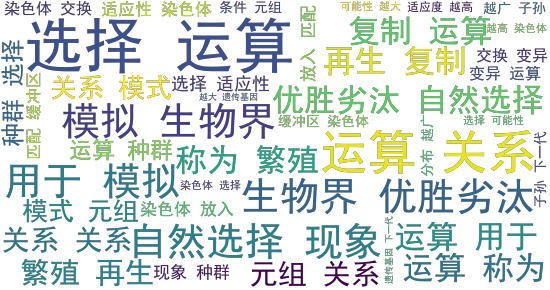 染色体 交换
适应性 染色体
条件 元组
可能性 越大
适应度 越高
越广 子孙
选择 运算
匹配
复制 运算
越高 染色体
种群 选择
放入
再生 复制
交换 变异
变异 运算
缓冲区
关系 模式
选择 适应性
越大 遗传基因
优胜劣汰 自然选择
匹配
模拟 生物界
缓冲区 染色体
选择 可能性
运算 种群
称为 繁殖
运算 关系
分布 越广
子孙 下一代
用于 模拟
染色体 选择
生物界 优胜劣汰
模式 元组
染色体 放入
关系 关系
自然选择 现象
遗传基因 下一代
运算 用于
繁殖 再生
现象 种群
元组 关系
运算 称为